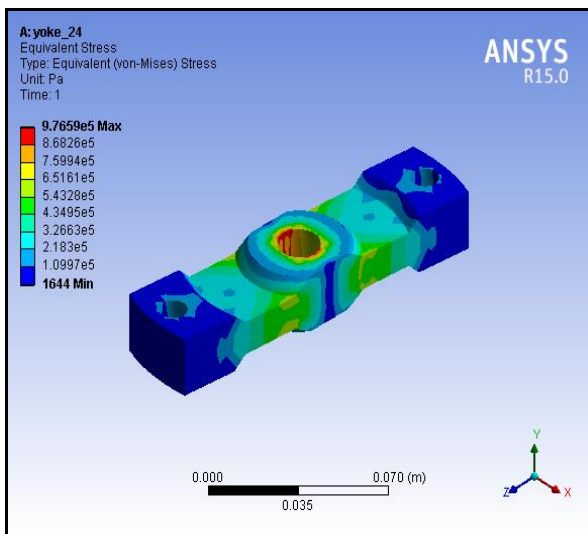 A: yoke_24
Equivalent Stress
Type: Equivalent (von-Mises) Stress
Unit: Pa
Time: 1
ANSYS
R15.0
9.7659e5 Max
8.6826e5
7.5994e5
6.5161e5
5.4328e5
4.3495e5
3.2663e5
2.183e5
1.0997e5
1644 Min
0.000
0.070 (m)
0.035
Y
Z
X